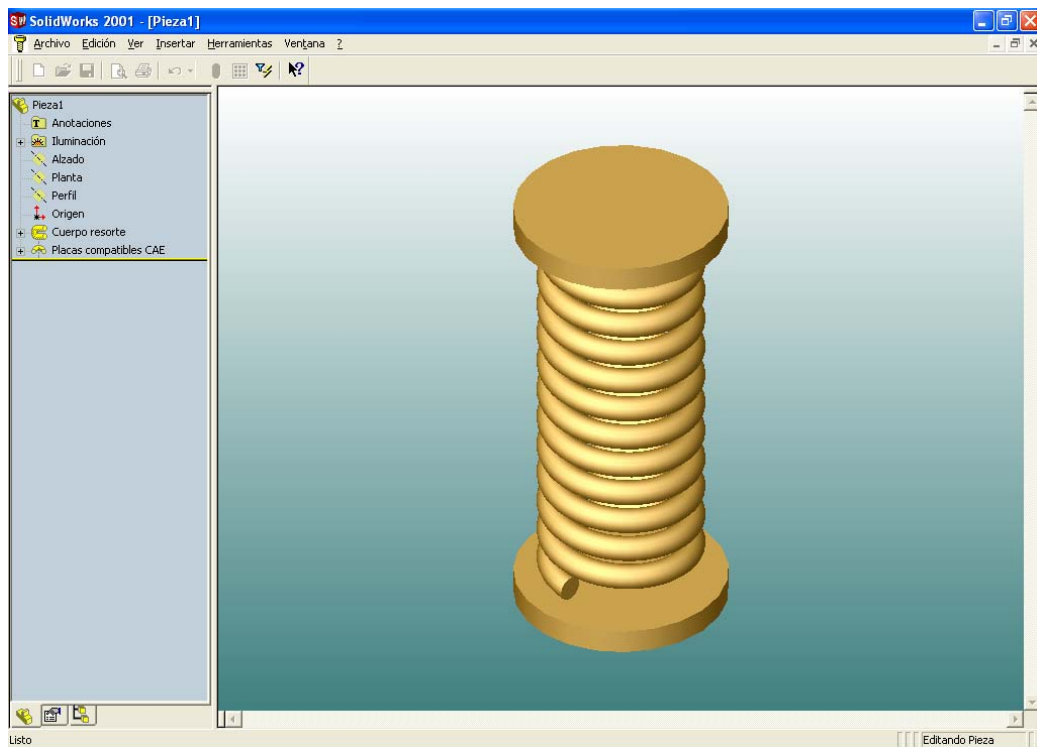 SolidWorks 2001 - [Pieza1]
Archivo Edición Ver Insertar Herramientas Ventana ?
Pieza1
Anotaciones
Iluminación
Alzado
Planta
Perfil
Origen
Cuerpo resorte
Placas compatibles CAE
Listo
Editando Pieza